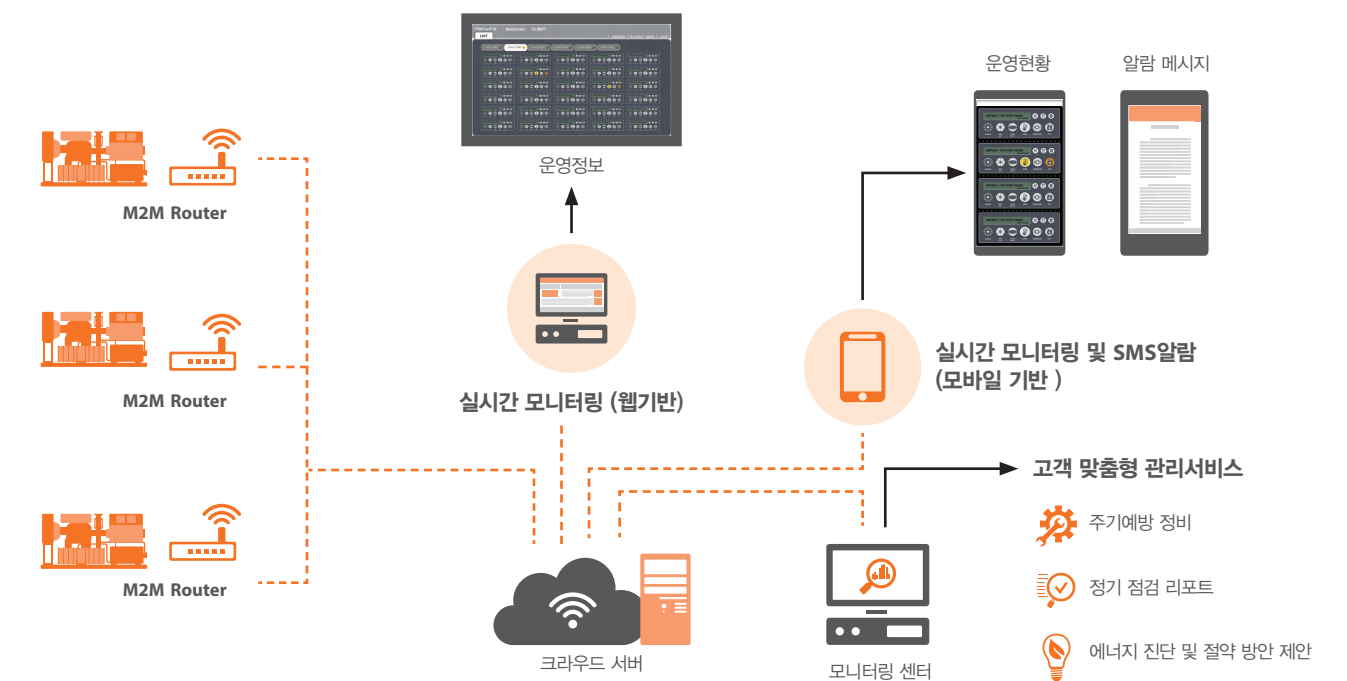 LIST
운영정보
운영현황
알람 메시지
M2M Router
M2M Router
M2M Router
실시간 모니터링 (웹기반)
실시간 모니터링 및 SMS알람
(모바일 기반 )
고객 맞춤형 관리서비스
주기예방 정비
정기 점검 리포트
에너지 진단 및 절약 방안 제안
크라우드 서버
모니터링 센터